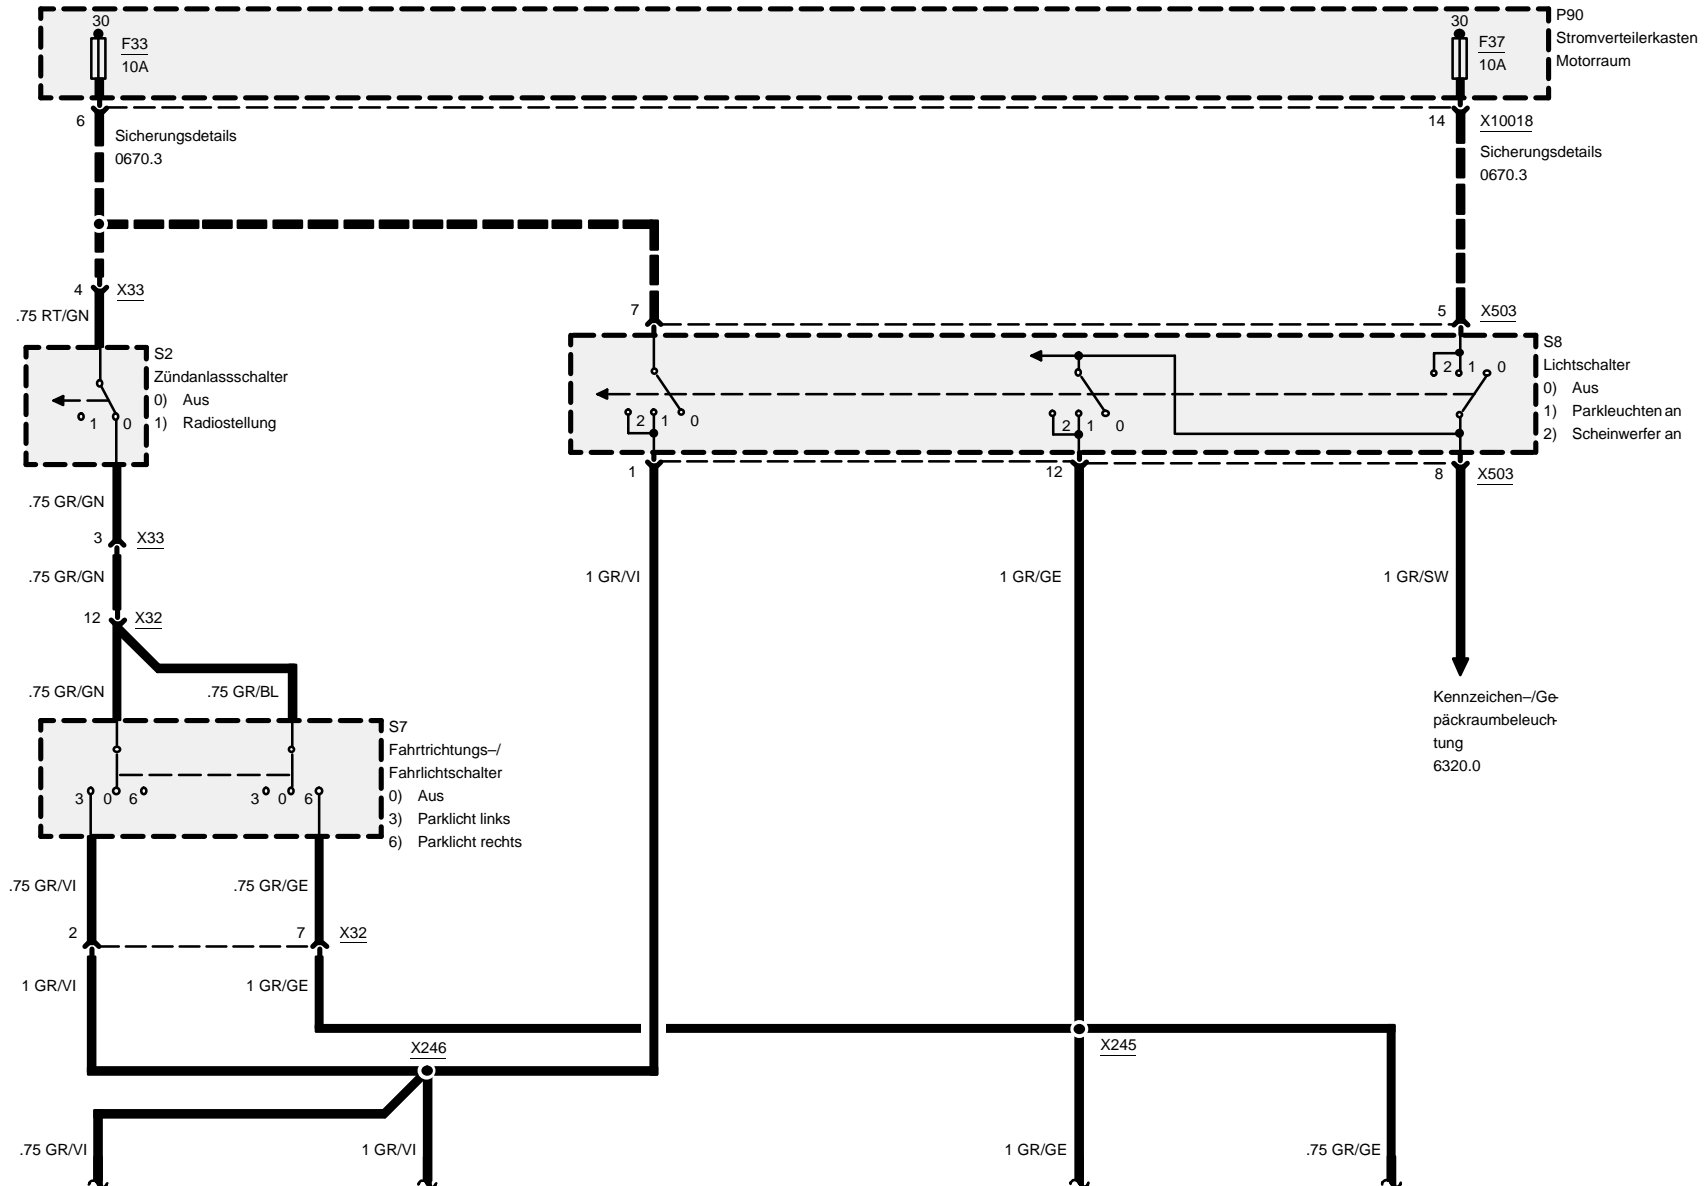 30
F33
10A
30
F37
10A
P90
Stromverteilerkasten
Motorraum
6
14
X10018
Sicherungsdetails
0670.3
Sicherungsdetails
0670.3
4
X33
.75 RT/GN
7
5
X503
S2
Zündanlassschalter
0) Aus
1) Radiostellung
1
0
2
1
0
2
1
0
2
1
0
S8
Lichtschalter
0) Aus
1) Parkleuchten an
2) Scheinwerfer an
1
12
8
X503
.75 GR/GN
3
X33
.75 GR/GN
1 GR/VI
1 GR/GE
1 GR/SW
12
X32
.75 GR/GN
.75 GR/BL
Kennzeichen–/Ge-
päckraumbeleuch-
tung
6320.0
S7
Fahrtrichtungs–/
Fahrlichtschalter
0) Aus
3) Parklicht links
6) Parklicht rechts
3
0
6
3
0
6
.75 GR/VI
.75 GR/GE
2
7
X32
1 GR/VI
1 GR/GE
X246
X245
.75 GR/VI
1 GR/VI
1 GR/GE
.75 GR/GE